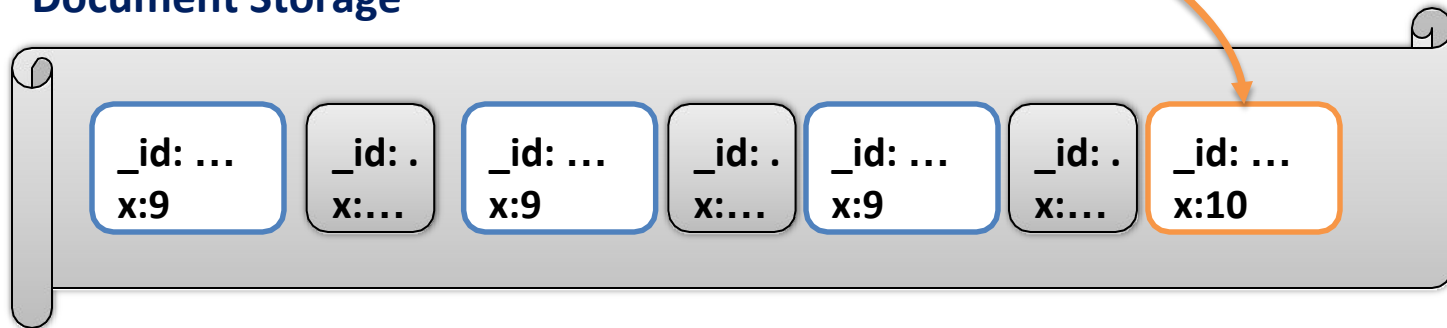 Document Storage
_id: ... _id: . _id: ... _id: . _id: ... _id: . _id: ...
x:9 x:... x:9 x:... x:9 x:... x:10